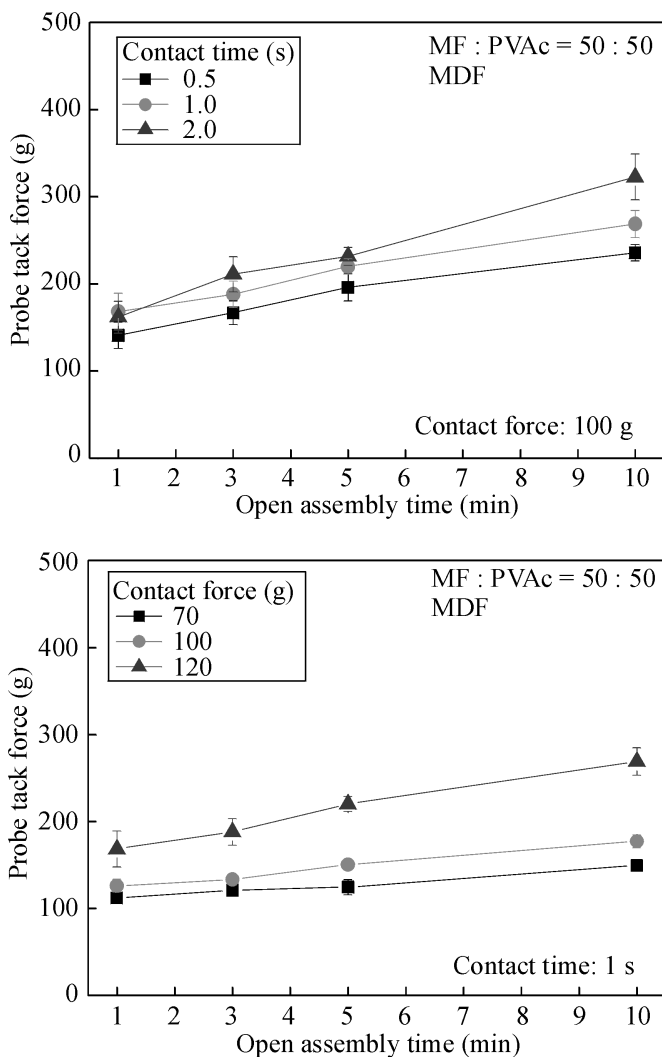 500
400
300
200
100
0
Probe tack force (g)
Contact time (s)
0.5
1.0
2.0
MF : PVAc = 50 : 50
MDF
Contact force: 100 g
1 2 3 4 5 6 7 8 9 10
Open assembly time (min)
500
400
300
200
100
0
Probe tack force (g)
Contact force (g)
70
100
120
MF : PVAc = 50 : 50
MDF
Contact time: 1 s
1 2 3 4 5 6 7 8 9 10
Open assembly time (min)